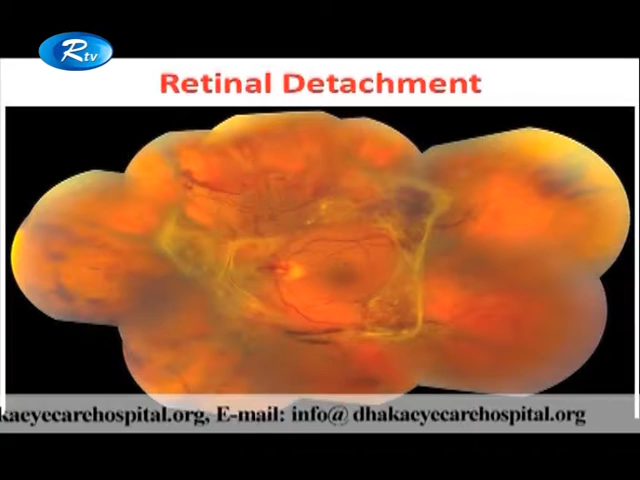 Rtv
Retinal Detachment
kaeyecarehospital.org, E-mail: info@ dhakaeyecarehospital.org